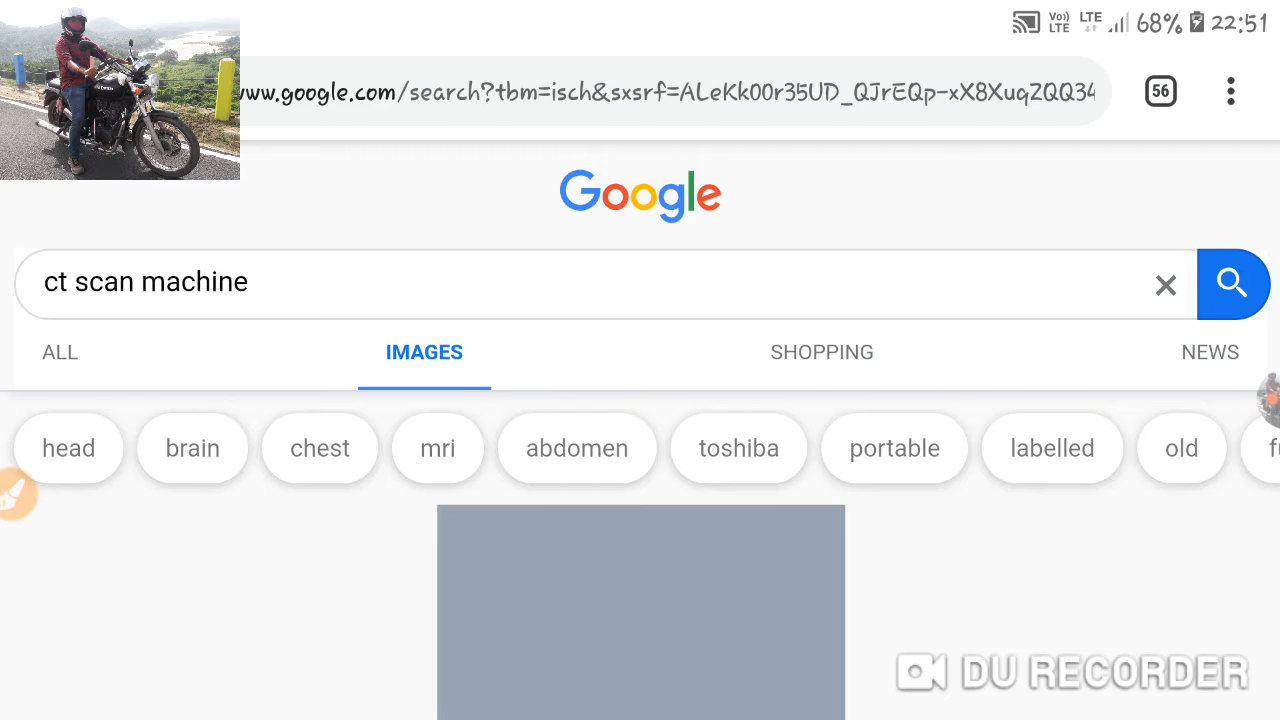 Vo) LTE LTE 68% 22:51
www.google.com/search?tbm=isch&sxsrf=ALeKk00r35UD_QJrEQp-xX8XuqZQQ34 56
Google
ct scan machine
ALL IMAGES SHOPPING NEWS
head brain chest mri abdomen toshiba portable labelled old
DU RECORDER